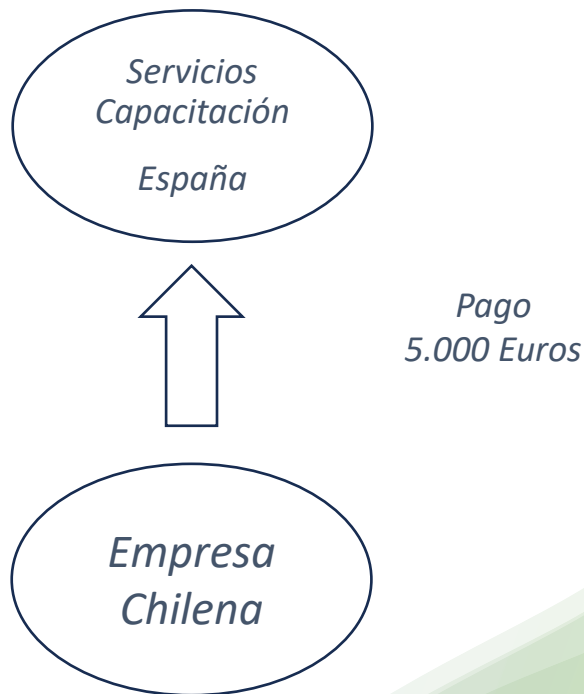 Servicios
Capacitación
España
Pago
5.000 Euros
Empresa
Chilena